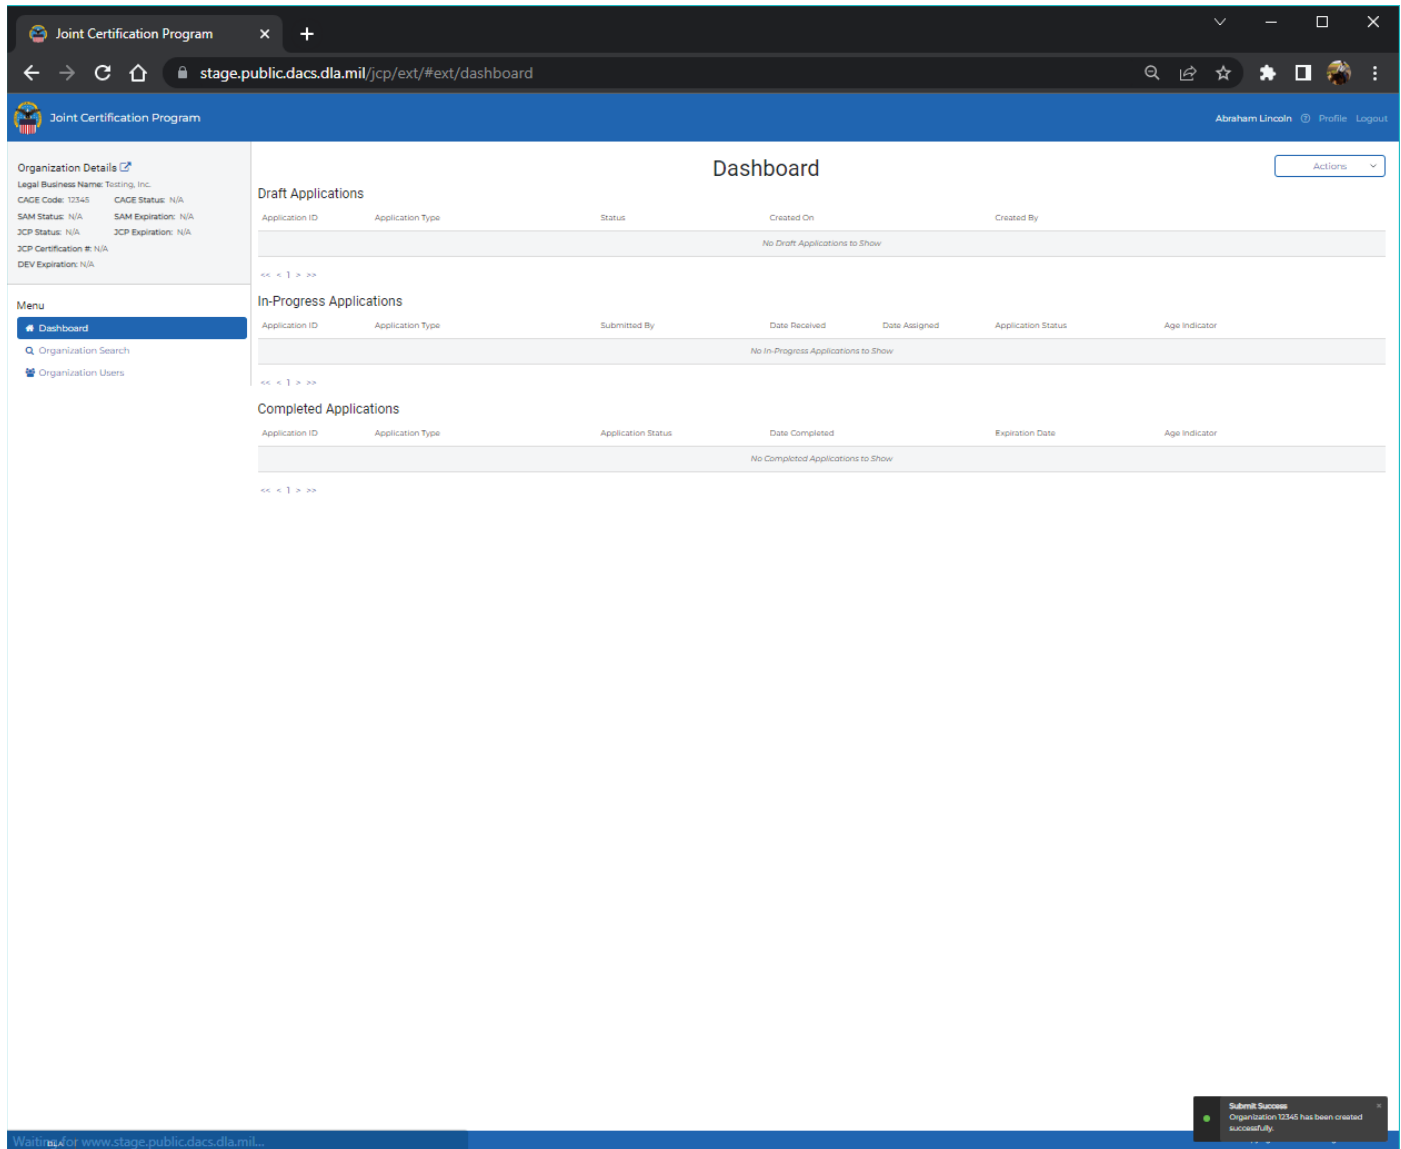 Joint Certification Program
stage.public.dacs.dla.mil/jcp/ext/#ext/dashboard
Joint Certification Program
Abraham Lincoln Profile Logout
Organization Details
Legal Business Name: Testing, Inc.
CAGE Code: 12345 CAGE Status: N/A
SAM Status: N/A SAM Expiration: N/A
JCP Status: N/A JCP Expiration: N/A
JCP Certification #: N/A
DEV Expiration: N/A
Menu
Dashboard
Organization Search
Organization Users
Dashboard
Actions
Draft Applications
Application ID Application Type Status Created On Created By
No Draft Applications to Show
<< < 1 > >>
In-Progress Applications
Application ID Application Type Submitted By Date Received Date Assigned Application Status Age Indicator
No In-Progress Applications to Show
<< < 1 > >>
Completed Applications
Application ID Application Type Application Status Date Completed Expiration Date Age Indicator
No Completed Applications to Show
<< < 1 > >>
Submit Success
Organization 12345 has been created
successfully.
Waiting for www.stage.public.dacs.dla.mil...